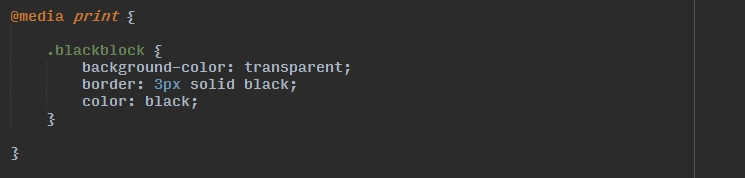 @media print {
.blackblock {
background-color: transparent;
border: 3px solid black;
color: black;
}
}